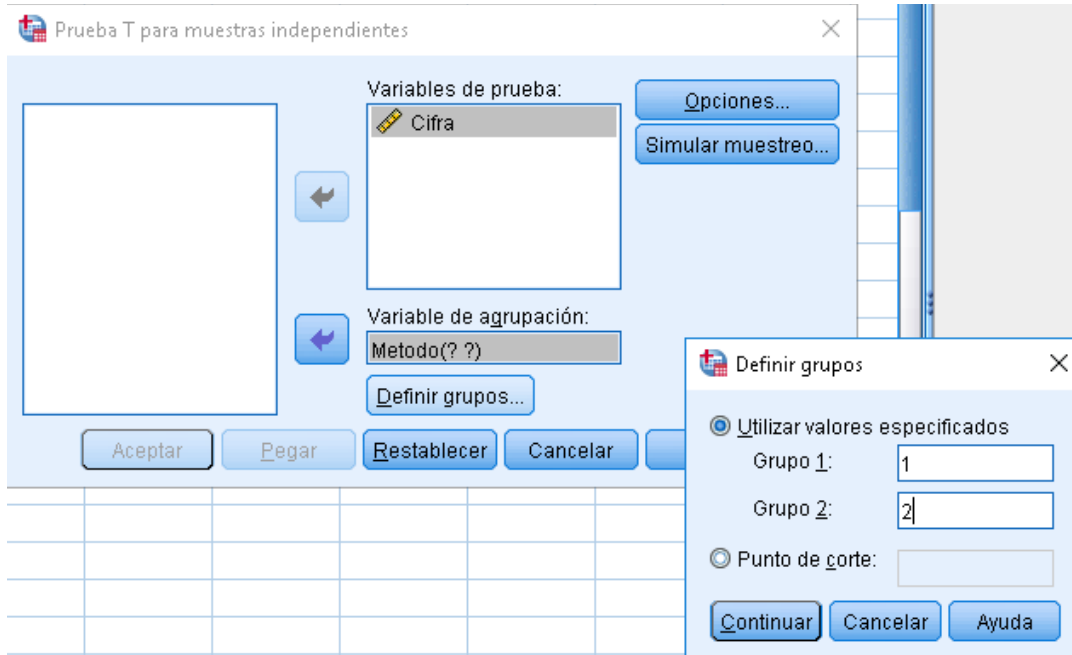 Prueba T para muestras independientes
Variables de prueba:
Cifra
Opciones...
Simular muestreo...
Variable de agrupación:
Metodo(? ?)
Definir grupos...
Aceptar
Pegar
Restablecer
Cancelar
Definir grupos
Utilizar valores especificados
Grupo 1:
1
Grupo 2:
2
Punto de corte:
Continuar
Cancelar
Ayuda